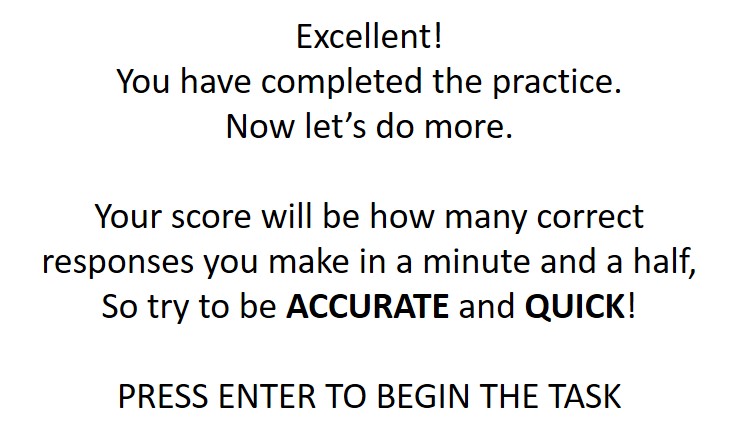 Excellent!
You have completed the practice.
Now let’s do more.
Your score will be how many correct
responses you make in a minute and a half,
So try to be ACCURATE and QUICK!
PRESS ENTER TO BEGIN THE TASK